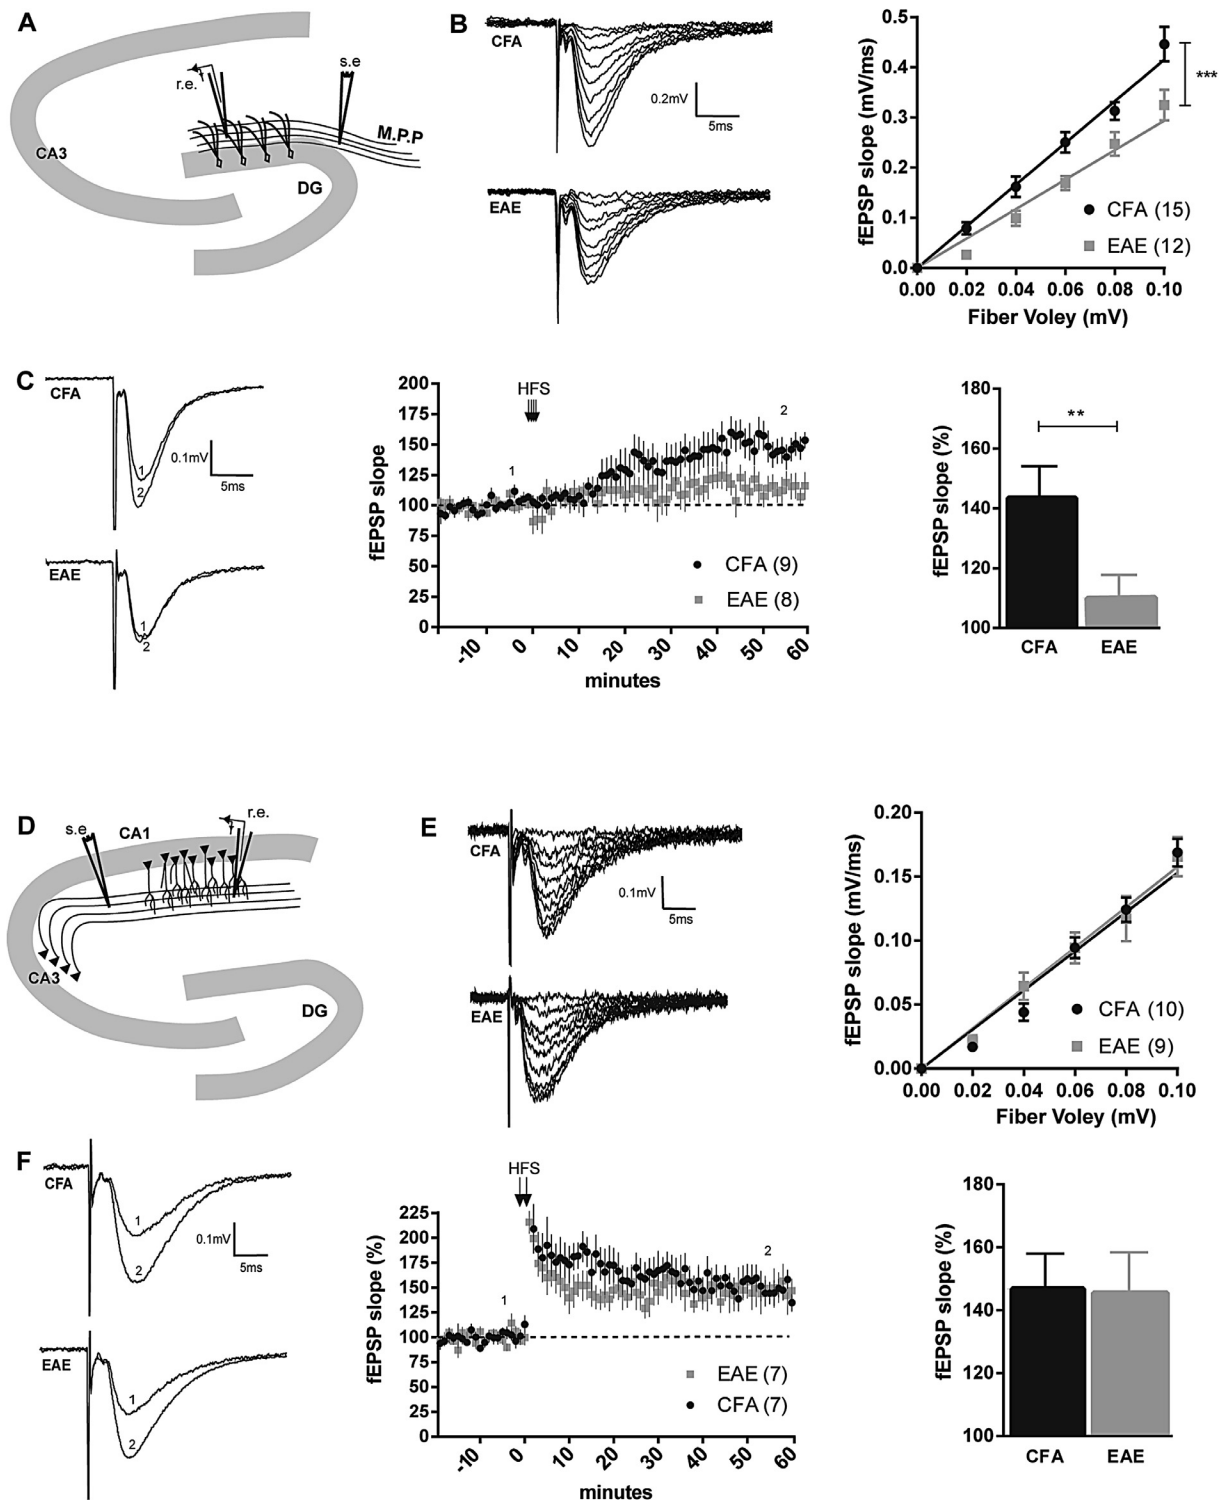 A
r.e.
s.e
M.P.P
CA3
DG
B
CFA
0.2mV
5ms
EAE
fEPSP slope (mV/ms)
0.5
0.4
0.3
0.2
0.1
0.0
***
CFA (15)
EAE (12)
0.00 0.02 0.04 0.06 0.08 0.10
Fiber Voley (mV)
C
CFA
1
2
0.1mV
5ms
EAE
1
2
fEPSP slope
200
175
150
125
100
75
50
25
0
HFS
1
2
CFA (9)
EAE (8)
-10 0 10 20 30 40 50 60
minutes
fEPSP slope (%)
180
160
140
120
100
**
CFA EAE
D
s.e
CA1
r.e.
CA3
DG
E
CFA
0.1mV
5ms
EAE
fEPSP slope (mV/ms)
0.20
0.15
0.10
0.05
0.00
CFA (10)
EAE (9)
0.00 0.02 0.04 0.06 0.08 0.10
Fiber Voley (mV)
F
CFA
1
2
0.1mV
5ms
EAE
1
2
fEPSP slope (%)
225
200
175
150
125
100
75
50
25
0
HFS
1
2
EAE (7)
CFA (7)
-10 0 10 20 30 40 50 60
minutes
fEPSP slope (%)
180
160
140
120
100
CFA EAE